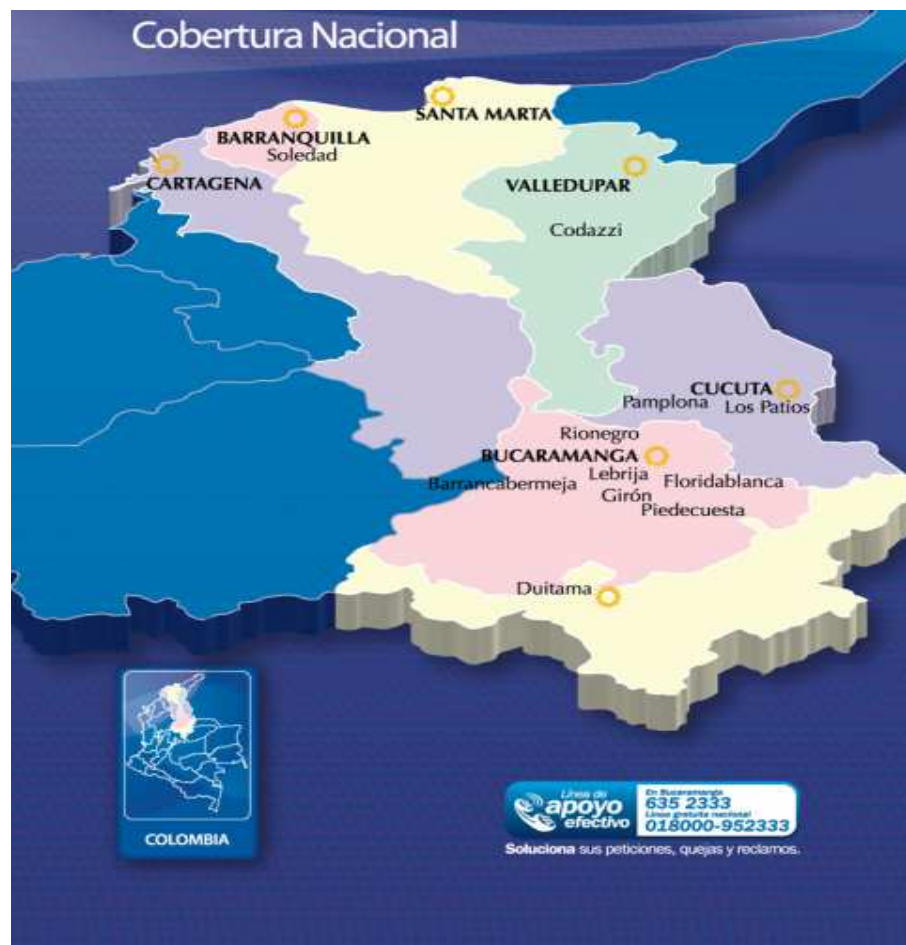 Cobertura Nacional
SANTA MARTA
BARRANQUILLA
Soledad
CARTAGENA
VALLEDUPAR
Codazzi
CUCUTA
Pamplona
Los Patios
Rionegro
BUCARAMANGA
Lebrija
Barrancabermeja
Floridablanca
Girón
Piedecuesta
Duitama
COLOMBIA
Línea de
apoyo
efectivo
En Bucaramanga
635 2333
Línea gratuita nacional
018000-952333
Soluciona sus peticiones, quejas y reclamos.